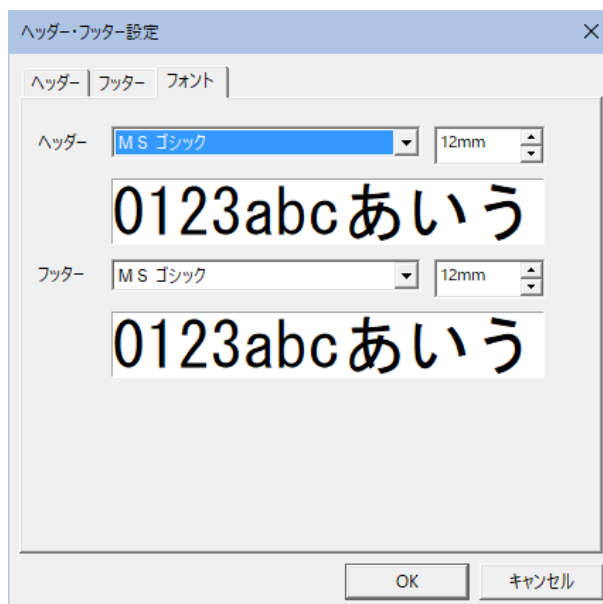 ヘッダー・フッター設定
ヘッダー フッター フォント
ヘッダー ＭＳ ゴシック 12mm
0123abcあいう
フッター ＭＳ ゴシック 12mm
0123abcあいう
OK キャンセル